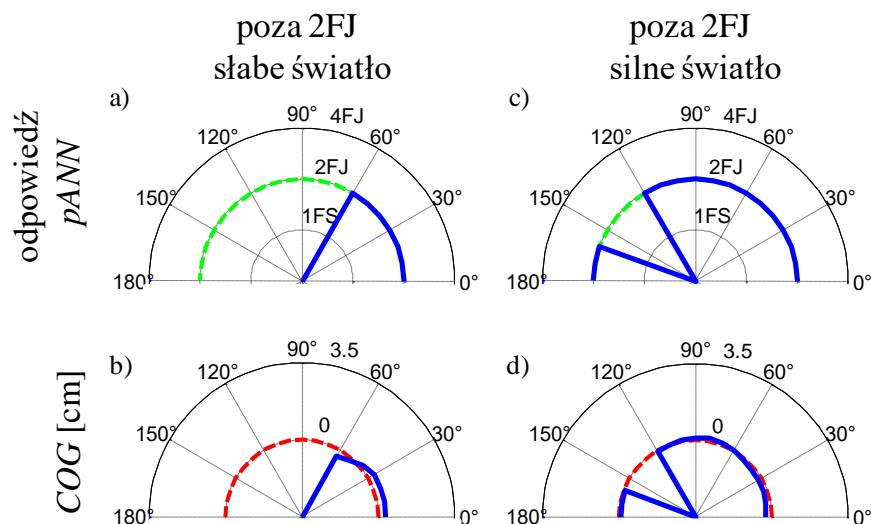 poza 2FJ
słabe światło
poza 2FJ
silne światło
odpowiedź
pANN
a)
90°
4FJ
120°
60°
2FJ
150°
30°
1FS
180°
0°
c)
90°
4FJ
120°
60°
2FJ
150°
30°
1FS
180°
0°
COG [cm]
b)
90°
3.5
120°
60°
0
150°
30°
180°
0°
d)
90°
3.5
120°
60°
0
150°
30°
180°
0°